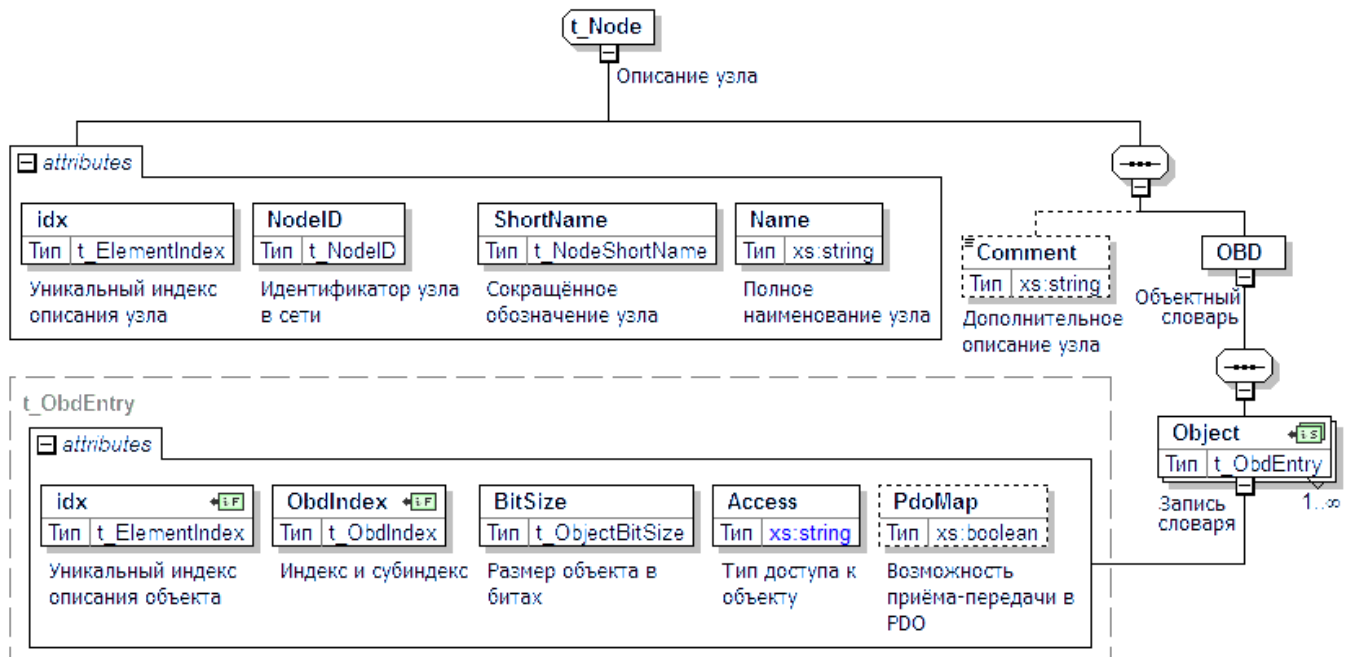 t_Node
Описание узла
attributes
idx
Тип t_ElementIndex
Уникальный индекс
описания узла
NodeID
Тип t_NodeID
Идентификатор узла
в сети
ShortName
Тип t_NodeShortName
Сокращённое
обозначение узла
Name
Тип xs:string
Полное
наименование узла
Comment
Тип xs:string
Дополнительное
описание узла
OBD
Объектный
словарь
Object
Тип t_ObdEntry
1..∞
Запись
словаря
t_ObdEntry
attributes
idx
Тип t_ElementIndex
Уникальный индекс
описания объекта
ObdIndex
Тип t_ObdIndex
Индекс и субиндекс
BitSize
Тип t_ObjectBitSize
Размер объекта в
битах
Access
Тип xs:string
Тип доступа к
объекту
PdoMap
Тип xs:boolean
Возможность
приёма-передачи в
PDO